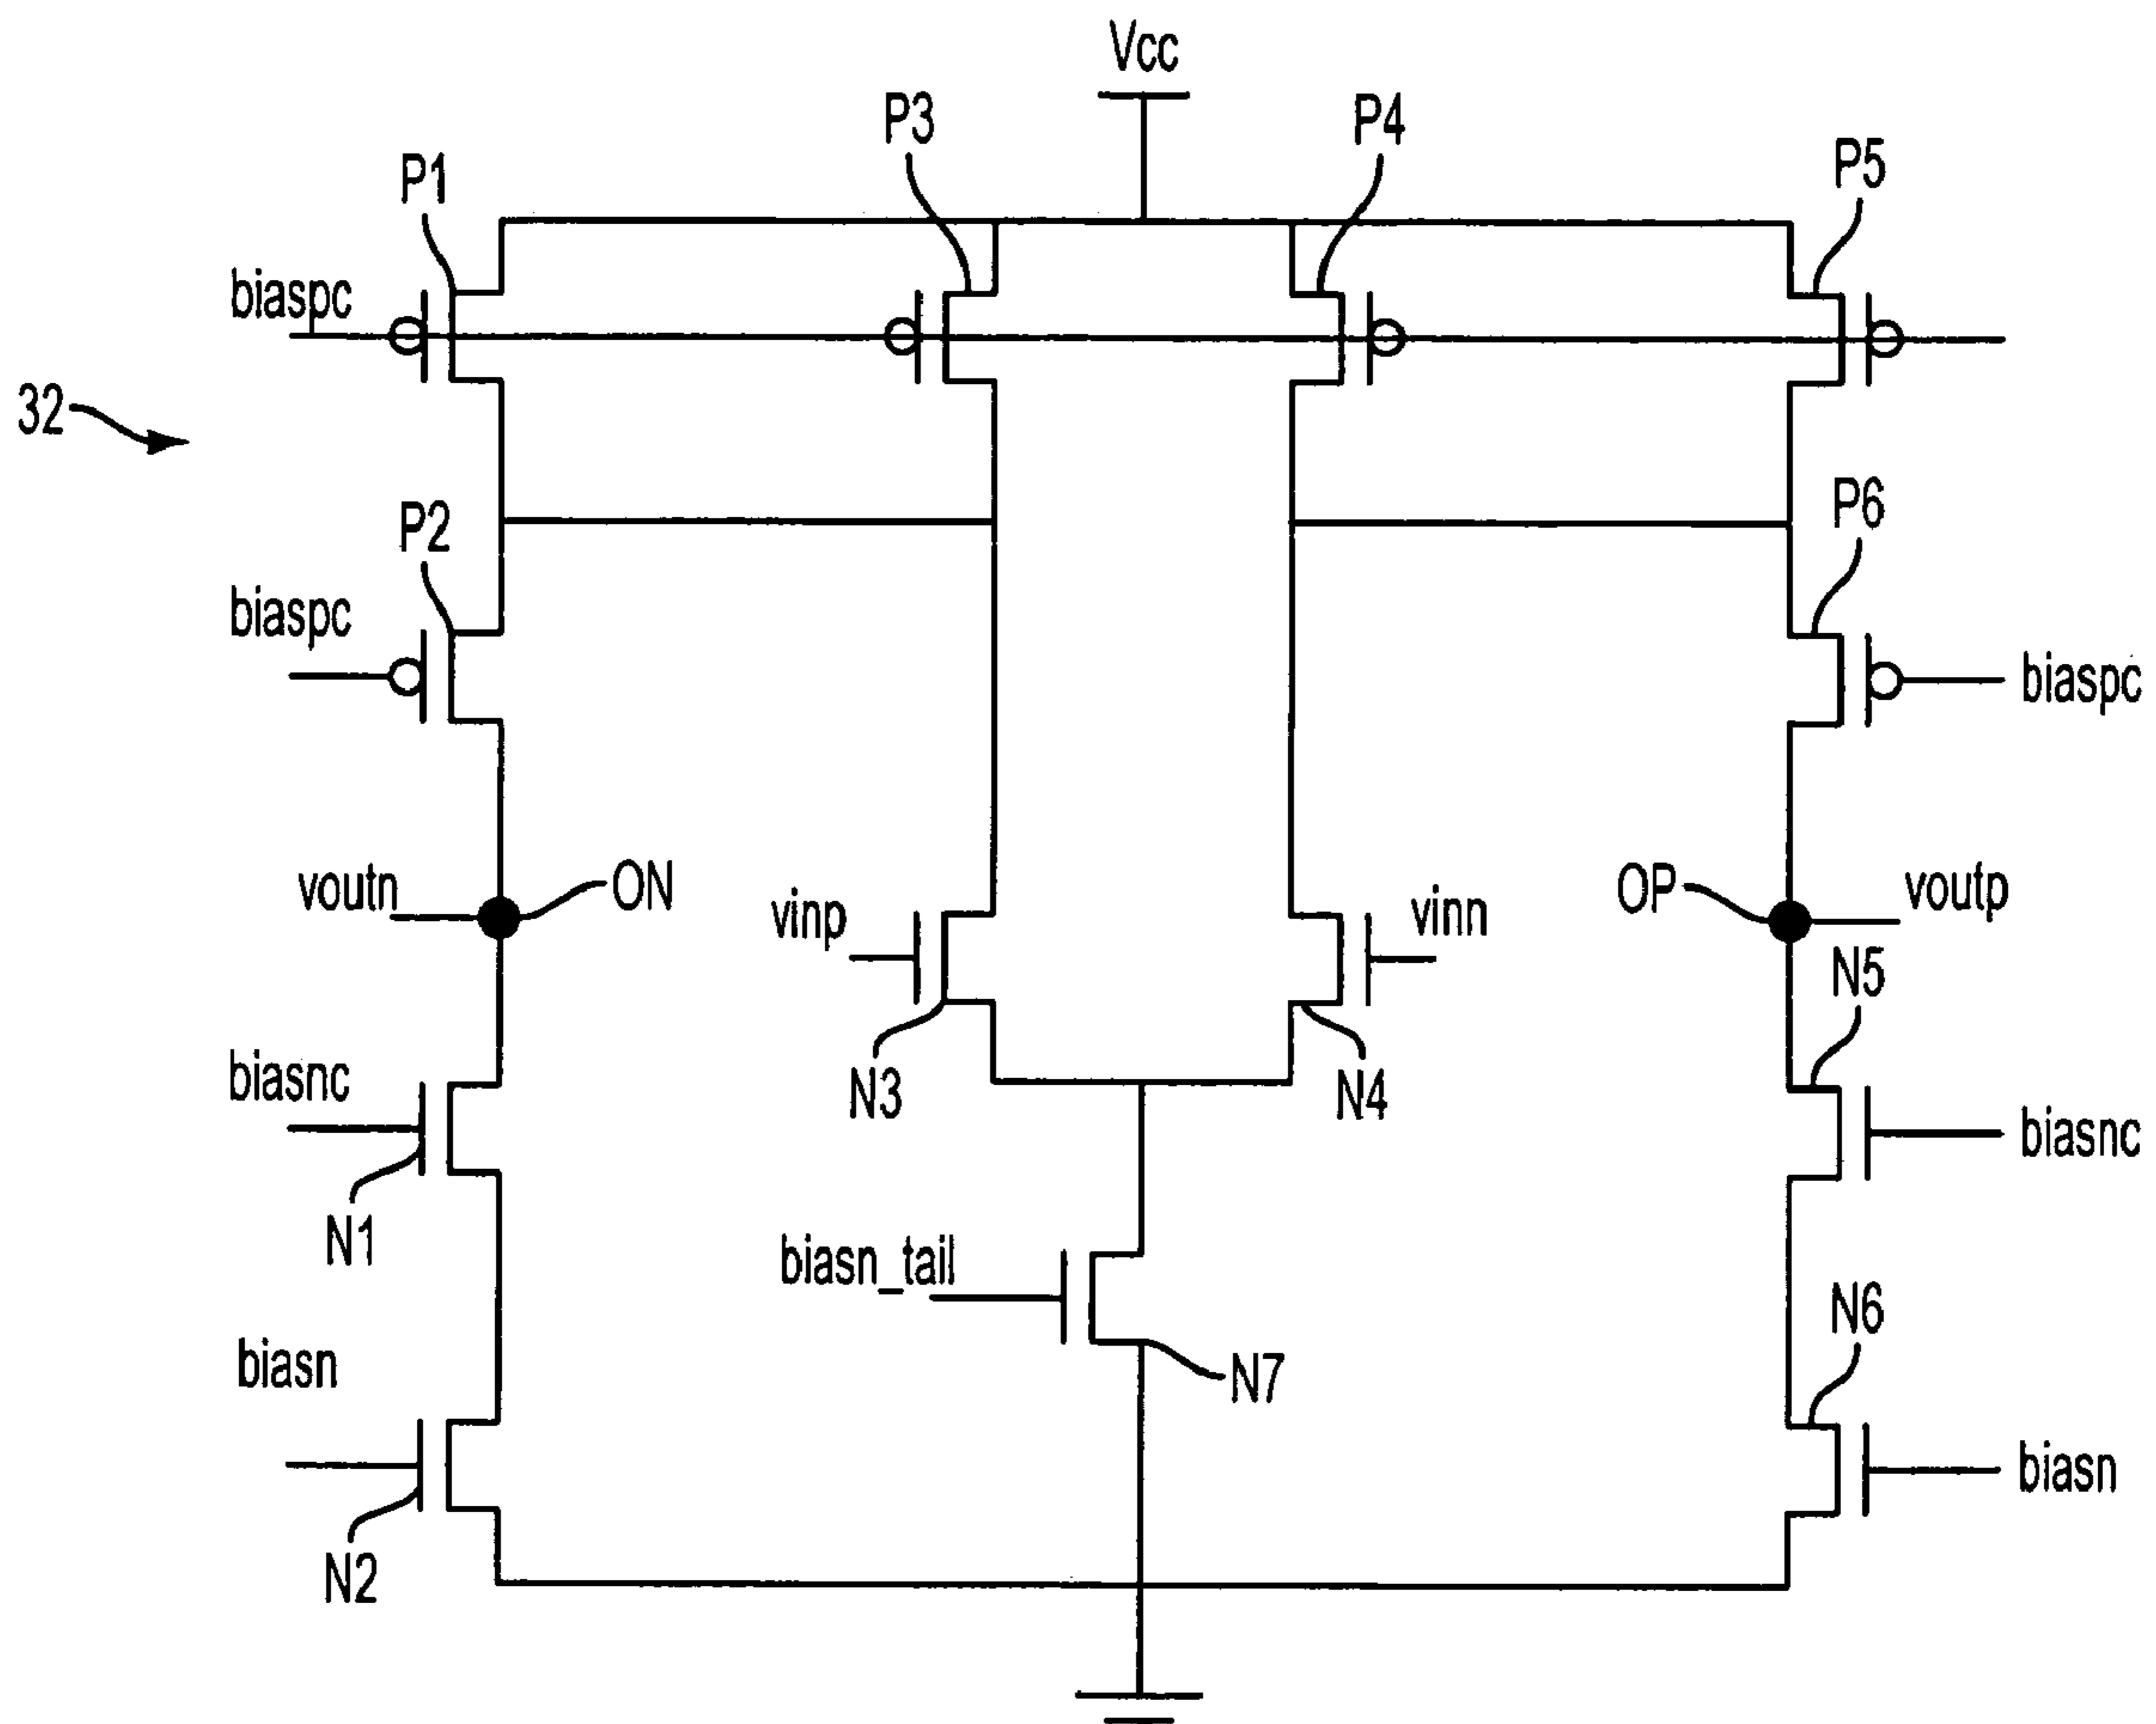 Vcc
P3
P4
P1
P5
biaspc
32
P2
P6
biaspc
biaspc
voutn
ON
vinp
vinn
OP
voutp
N5
biasnc
N3
N4
biasnc
N1
biasn_tail
N6
biasn
N7
biasn
N2